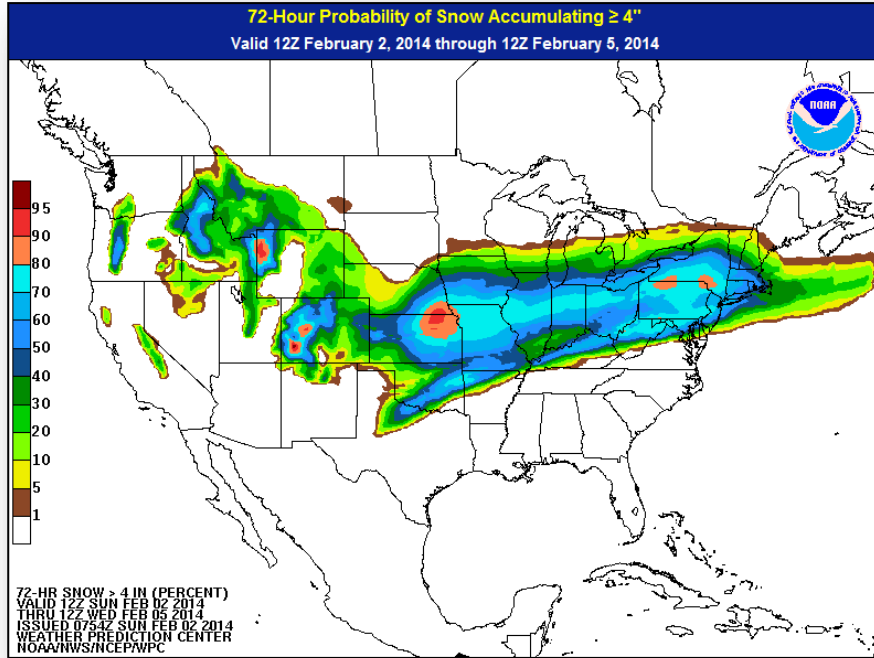 72-Hour Probability of Snow Accumulating ≥ 4"
Valid 12Z February 2, 2014 through 12Z February 5, 2014
NOAA
95
90
80
70
60
50
40
30
20
10
5
1
72-HR SNOW > 4 IN (PERCENT)
VALID 12Z SUN FEB 02 2014
THRU 12Z WED FEB 05 2014
ISSUED 0754Z SUN FEB 02 2014
WEATHER PREDICTION CENTER
NOAA/NWS/NCEP/WPC